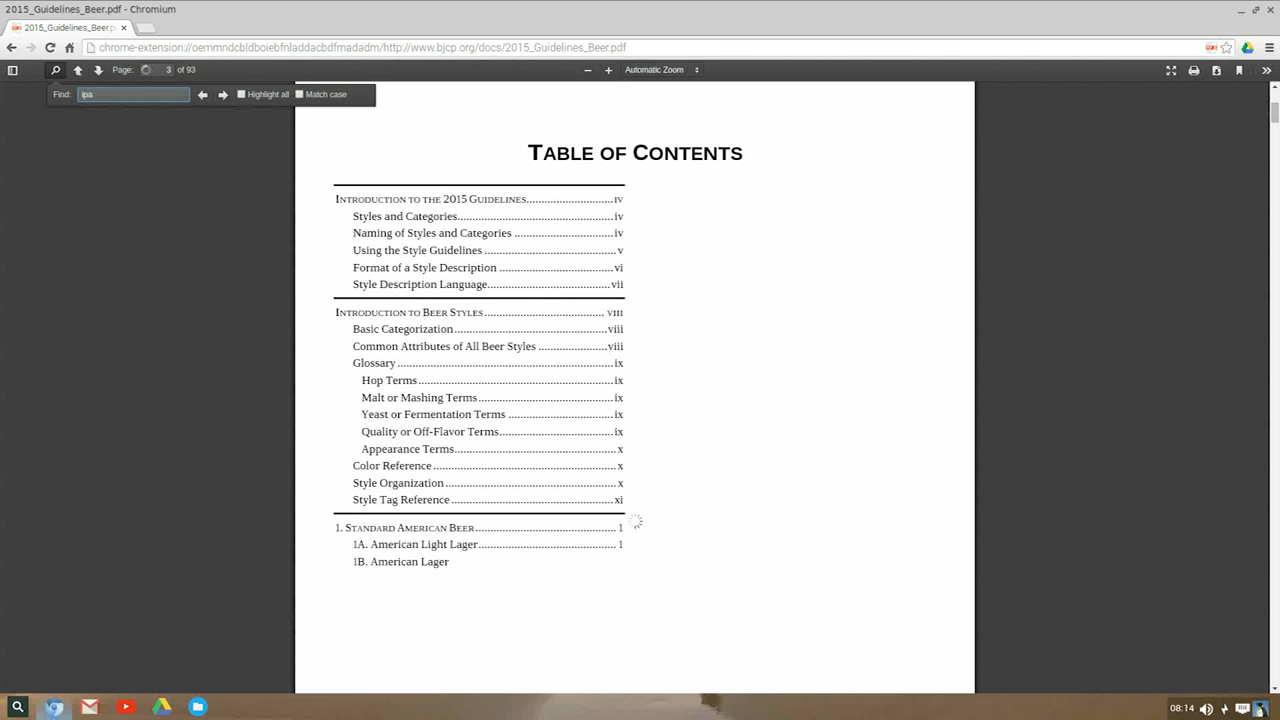 2015_Guidelines_Beer.pdf - Chromium
2015_Guidelines_Beer.p
chrome-extension://oemmndcbldboiebfnladdacbdfmadadm/http://www.bjcp.org/docs/2015_Guidelines_Beer.pdf
Page: 3 of 93 Automatic Zoom
Find: ipa Highlight all Match case
TABLE OF CONTENTS
INTRODUCTION TO THE 2015 GUIDELINES............................IV
Styles and Categories..................................................iv
Naming of Styles and Categories ................................iv
Using the Style Guidelines ..........................................v
Format of a Style Description .....................................vi
Style Description Language.........................................vii
INTRODUCTION TO BEER STYLES ........................................ VIII
Basic Categorization ..................................................viii
Common Attributes of All Beer Styles .......................viii
Glossary ......................................................................ix
Hop Terms ...............................................................ix
Malt or Mashing Terms ............................................ix
Yeast or Fermentation Terms ..................................ix
Quality or Off-Flavor Terms.....................................ix
Appearance Terms.....................................................x
Color Reference ...........................................................x
Style Organization .......................................................x
Style Tag Reference .....................................................xi
1. STANDARD AMERICAN BEER............................................... 1
1A. American Light Lager............................................. 1
1B. American Lager
08:14